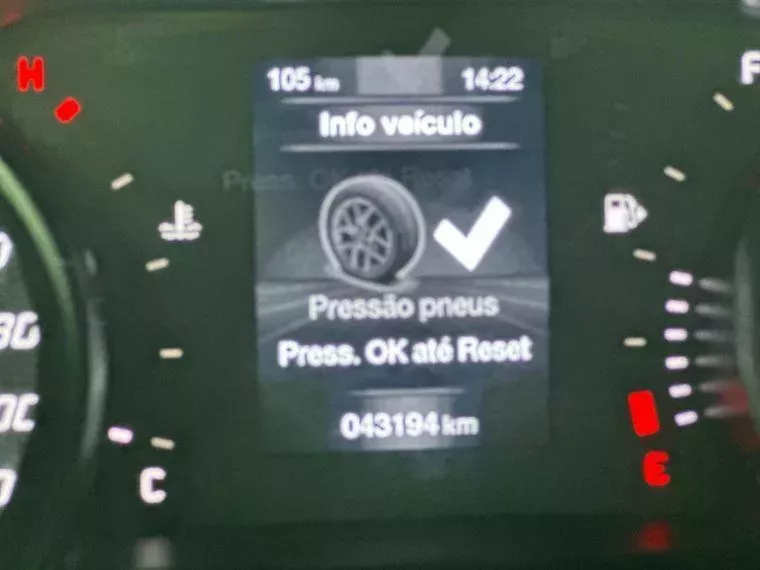 H
105 km 14:22
F
Info veículo
Pressão pneus
Press. OK até Reset
043194 km
C
E